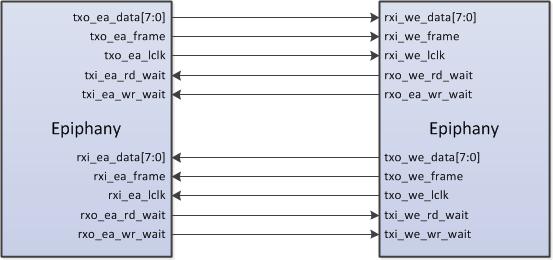 txo_ea_data[7:0] rxi_we_data[7:0]
txo_ea_frame rxi_we_frame
txo_ea_lclk rxi_we_lclk
txi_ea_rd_wait rxo_we_rd_wait
txi_ea_wr_wait rxo_ea_wr_wait
Epiphany Epiphany
rxi_ea_data[7:0] txo_we_data[7:0]
rxi_ea_frame txo_we_frame
rxi_ea_lclk txo_we_lclk
rxo_ea_rd_wait txi_we_rd_wait
rxo_ea_wr_wait txi_we_wr_wait